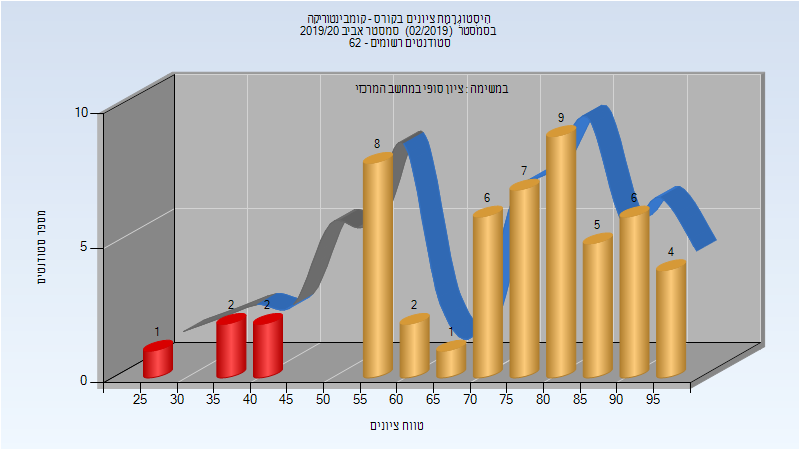 היסטוגרמת ציונים בקורס - קומבינטוריקה
בסמסטר (02/2019) סמסטר אביב 2019/20
סטודנטים רשומים - 62
במשימה : ציון סופי במחשב המרכזי
מספר סטודנטים
10
5
0
1
2
2
8
2
1
6
7
9
5
6
4
25 30 35 40 45 50 55 60 65 70 75 80 85 90 95
טווח ציונים